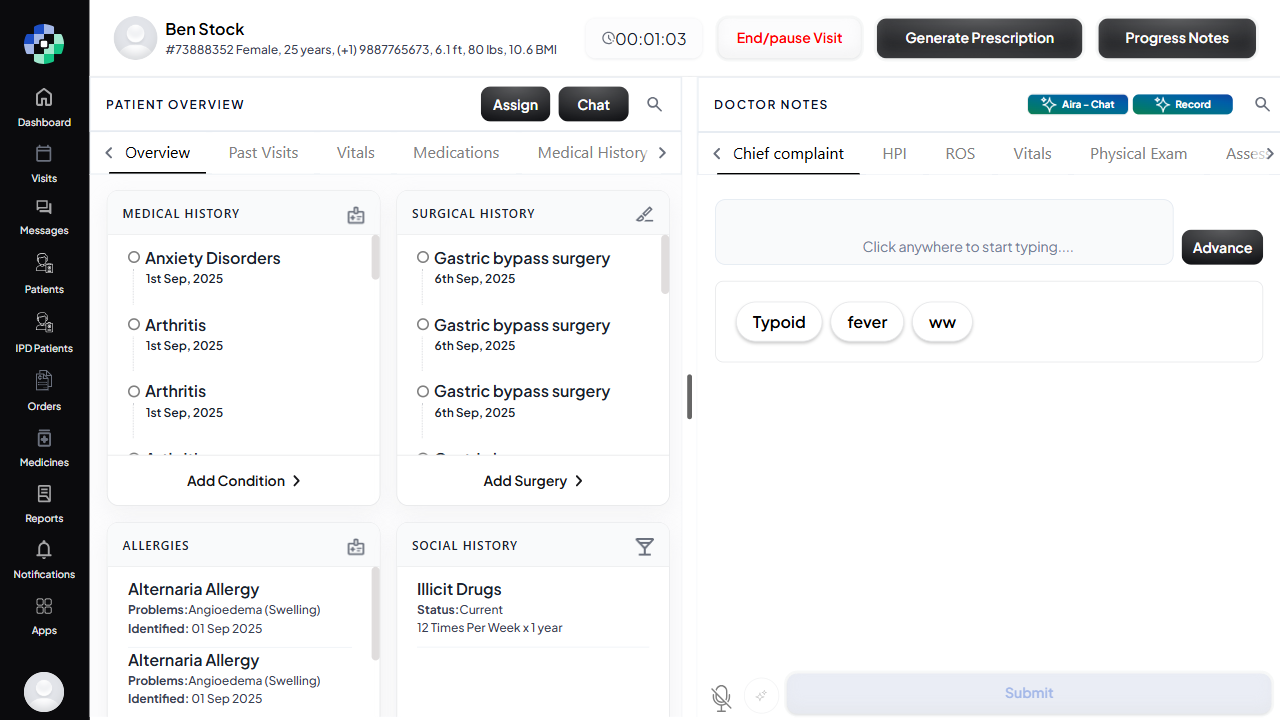 Ben Stock
#73888352 Female, 25 years, (+1) 9887765673, 6.1 ft, 80 lbs, 10.6 BMI
00:01:03
End/pause Visit
Generate Prescription
Progress Notes
Dashboard
Visits
Messages
Patients
IPD Patients
Orders
Medicines
Reports
Notifications
Apps
PATIENT OVERVIEW
Assign
Chat
Overview
Past Visits
Vitals
Medications
Medical History
MEDICAL HISTORY
Anxiety Disorders
1st Sep, 2025
Arthritis
1st Sep, 2025
Arthritis
1st Sep, 2025
Add Condition
SURGICAL HISTORY
Gastric bypass surgery
6th Sep, 2025
Gastric bypass surgery
6th Sep, 2025
Gastric bypass surgery
6th Sep, 2025
Add Surgery
ALLERGIES
Alternaria Allergy
Problems:Angioedema (Swelling)
Identified: 01 Sep 2025
Alternaria Allergy
Problems:Angioedema (Swelling)
Identified: 01 Sep 2025
SOCIAL HISTORY
Illicit Drugs
Status:Current
12 Times Per Week x 1 year
DOCTOR NOTES
Aira - Chat
Record
Chief complaint
HPI
ROS
Vitals
Physical Exam
Click anywhere to start typing....
Advance
Typoid
fever
ww
Submit